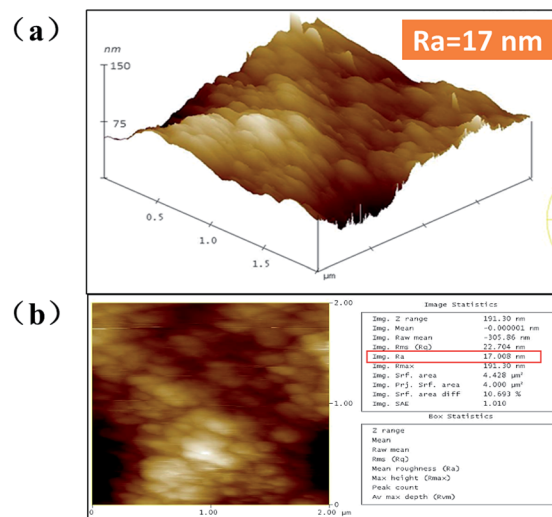 (a)
Ra=17 nm
nm
150
75
0.5
1.0
1.5
μm
(b)
2.00
1.00
0
0
1.00
2.00
μm
Image Statistics
Img. Z range 191.30 nm
Img. Mean -0.000001 nm
Img. Raw mean -305.86 nm
Img. Rms (Rq) 22.704 nm
Img. Ra 17.008 nm
Img. Rmax 191.30 nm
Img. Srf. area 4.428 μm²
Img. Prj. Srf. area 4.000 μm²
Img. Srf. area diff 10.693 %
Img. SAE 1.010
Box Statistics
Z range
Mean
Raw mean
Rms (Rq)
Mean roughness (Ra)
Max height (Rmax)
Peak count
Av max depth (Rvm)